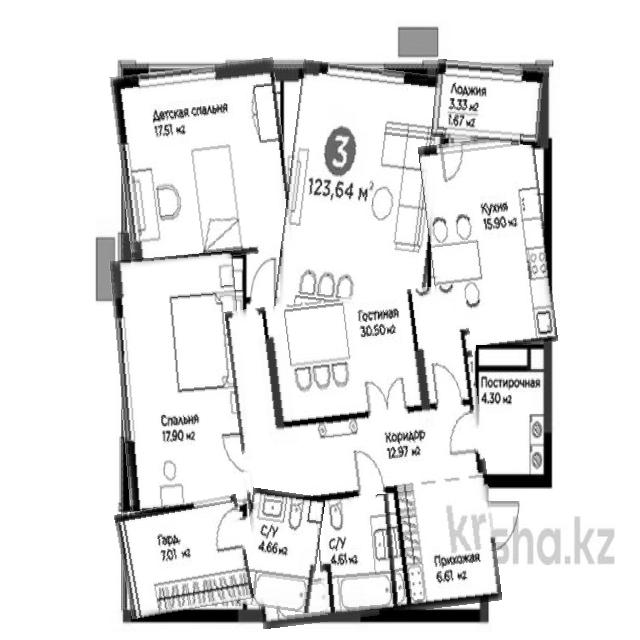 Лоджия
3.33 м2
1.67 м2
Детская спальня
17.51 м2
3
123,64 м²
Кухня
15.90 м2
Гостиная
30.50 м2
Постирочная
4.30 м2
Спальня
17.90 м2
Коридор
12.97 м2
Гард.
7.01 м2
С/У
4.66 м2
С/У
4.61 м2
Прихожая
6.61 м2
krsha.kz